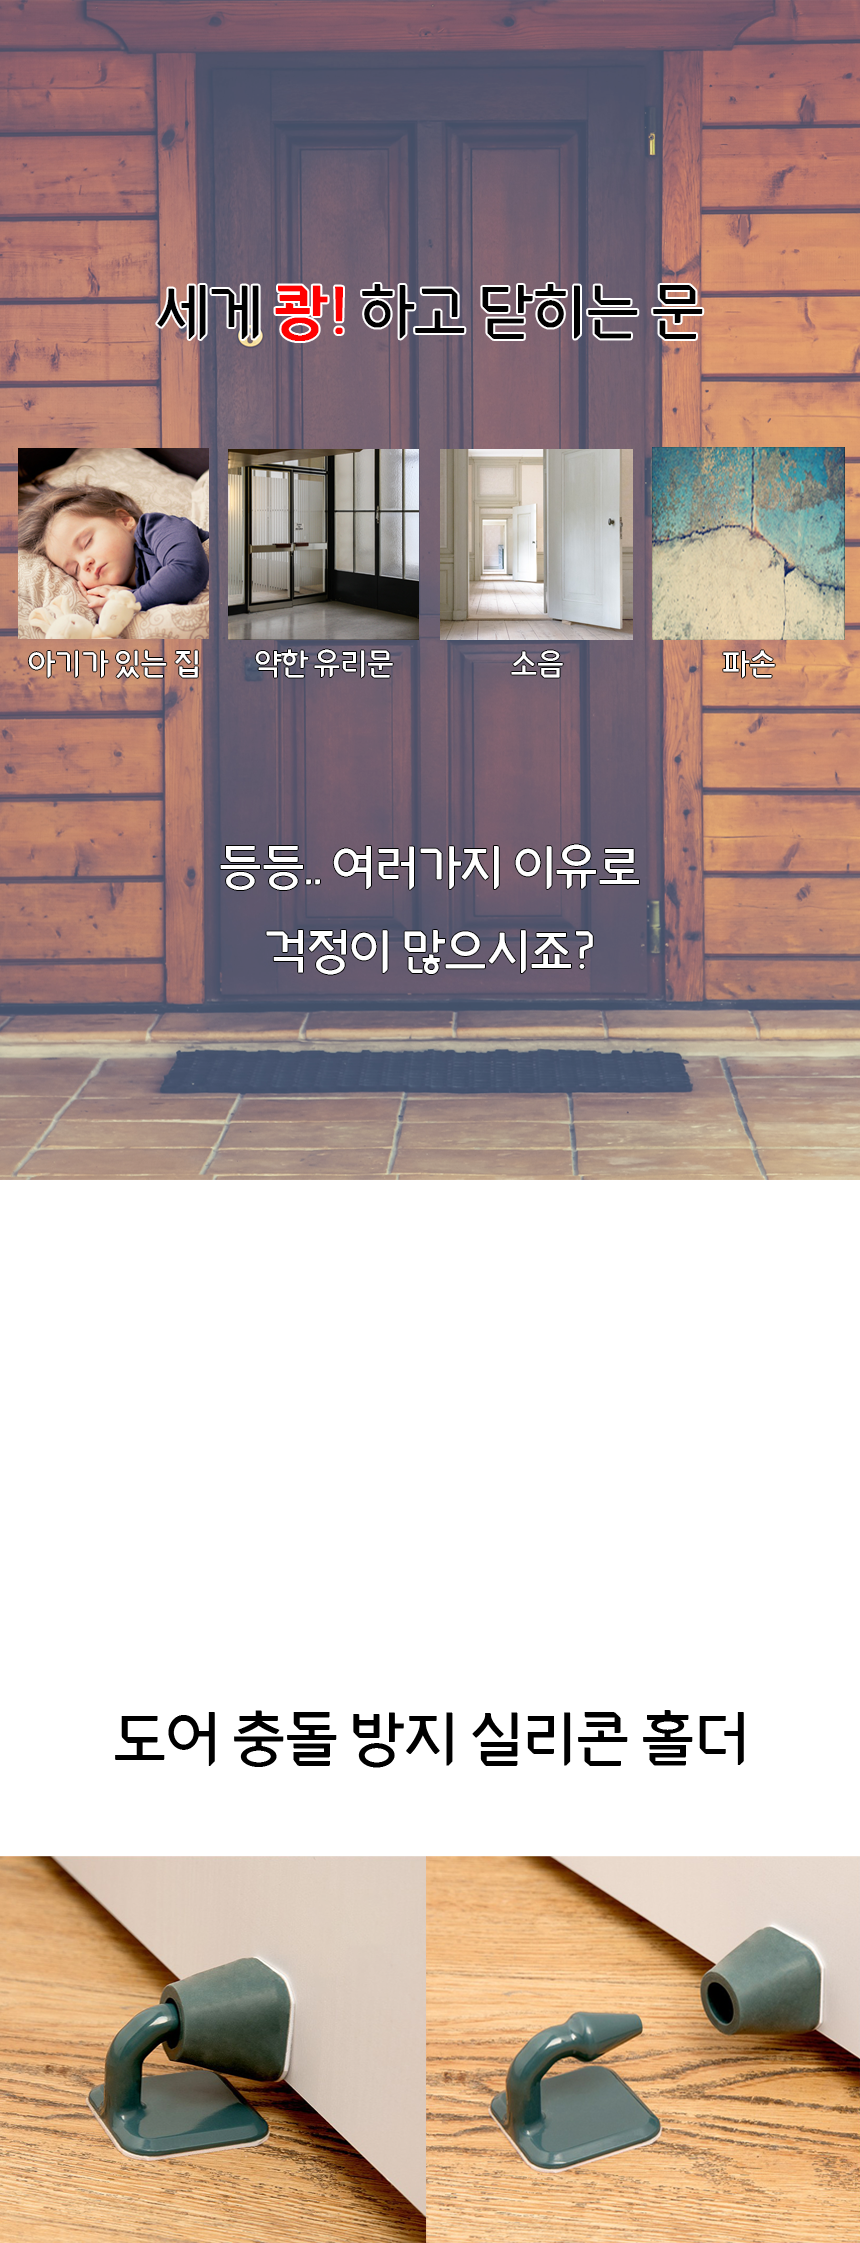 세게 쾅! 하고 닫히는 문
아기가 있는 집
약한 유리문
소음
파손
등등.. 여러가지 이유로
걱정이 많으시죠?
도어 충돌 방지 실리콘 홀더